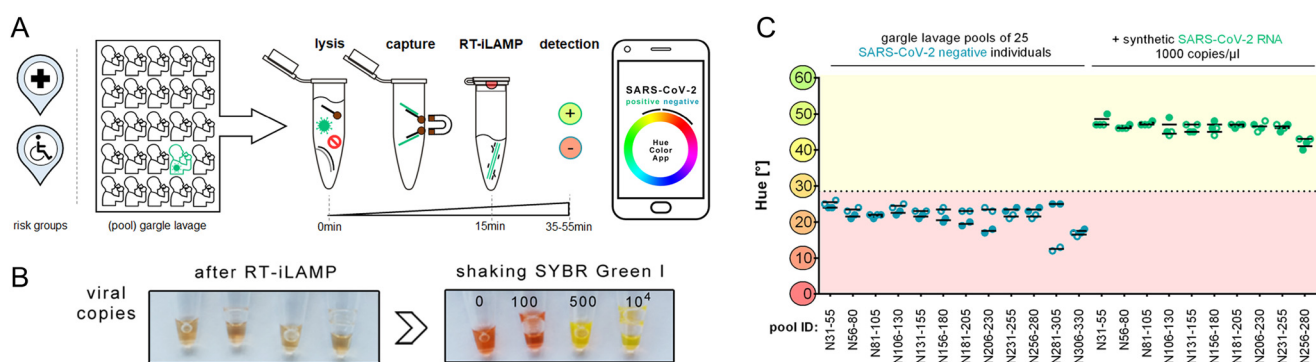 A
risk groups
(pool) gargle lavage
lysis
capture
RT-iLAMP
detection
+
-
0min
15min
35-55min
SARS-CoV-2
positive negative
Hue
Color
App
B
after RT-iLAMP
shaking SYBR Green I
viral
copies
0 100 500 10⁴
C
gargle lavage pools of 25
SARS-CoV-2 negative individuals
+ synthetic SARS-CoV-2 RNA
1000 copies/µl
Hue [°]
60
50
40
30
20
10
0
pool ID:
N31-55
N56-80
N81-105
N106-130
N131-155
N156-180
N181-205
N206-230
N231-255
N256-280
N281-305
N306-330
N31-55
N56-80
N81-105
N106-130
N131-155
N156-180
N181-205
N206-230
N231-255
N256-280